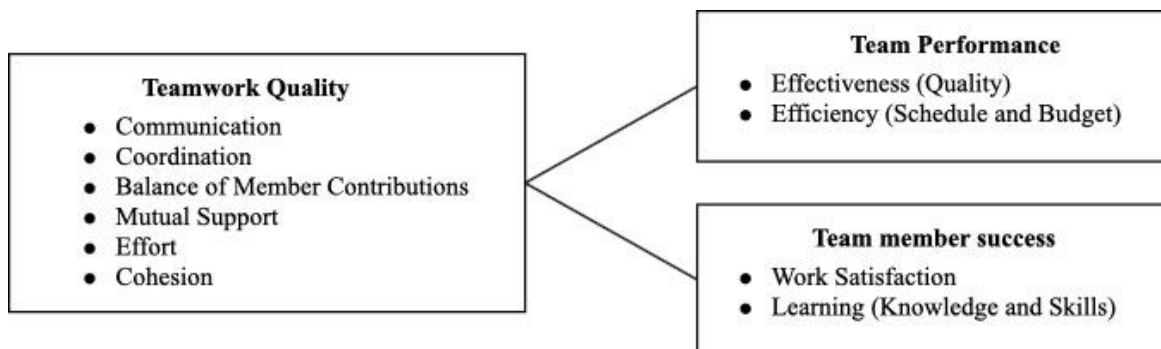 Teamwork Quality
● Communication
● Coordination
● Balance of Member Contributions
● Mutual Support
● Effort
● Cohesion
Team Performance
● Effectiveness (Quality)
● Efficiency (Schedule and Budget)
Team member success
● Work Satisfaction
● Learning (Knowledge and Skills)